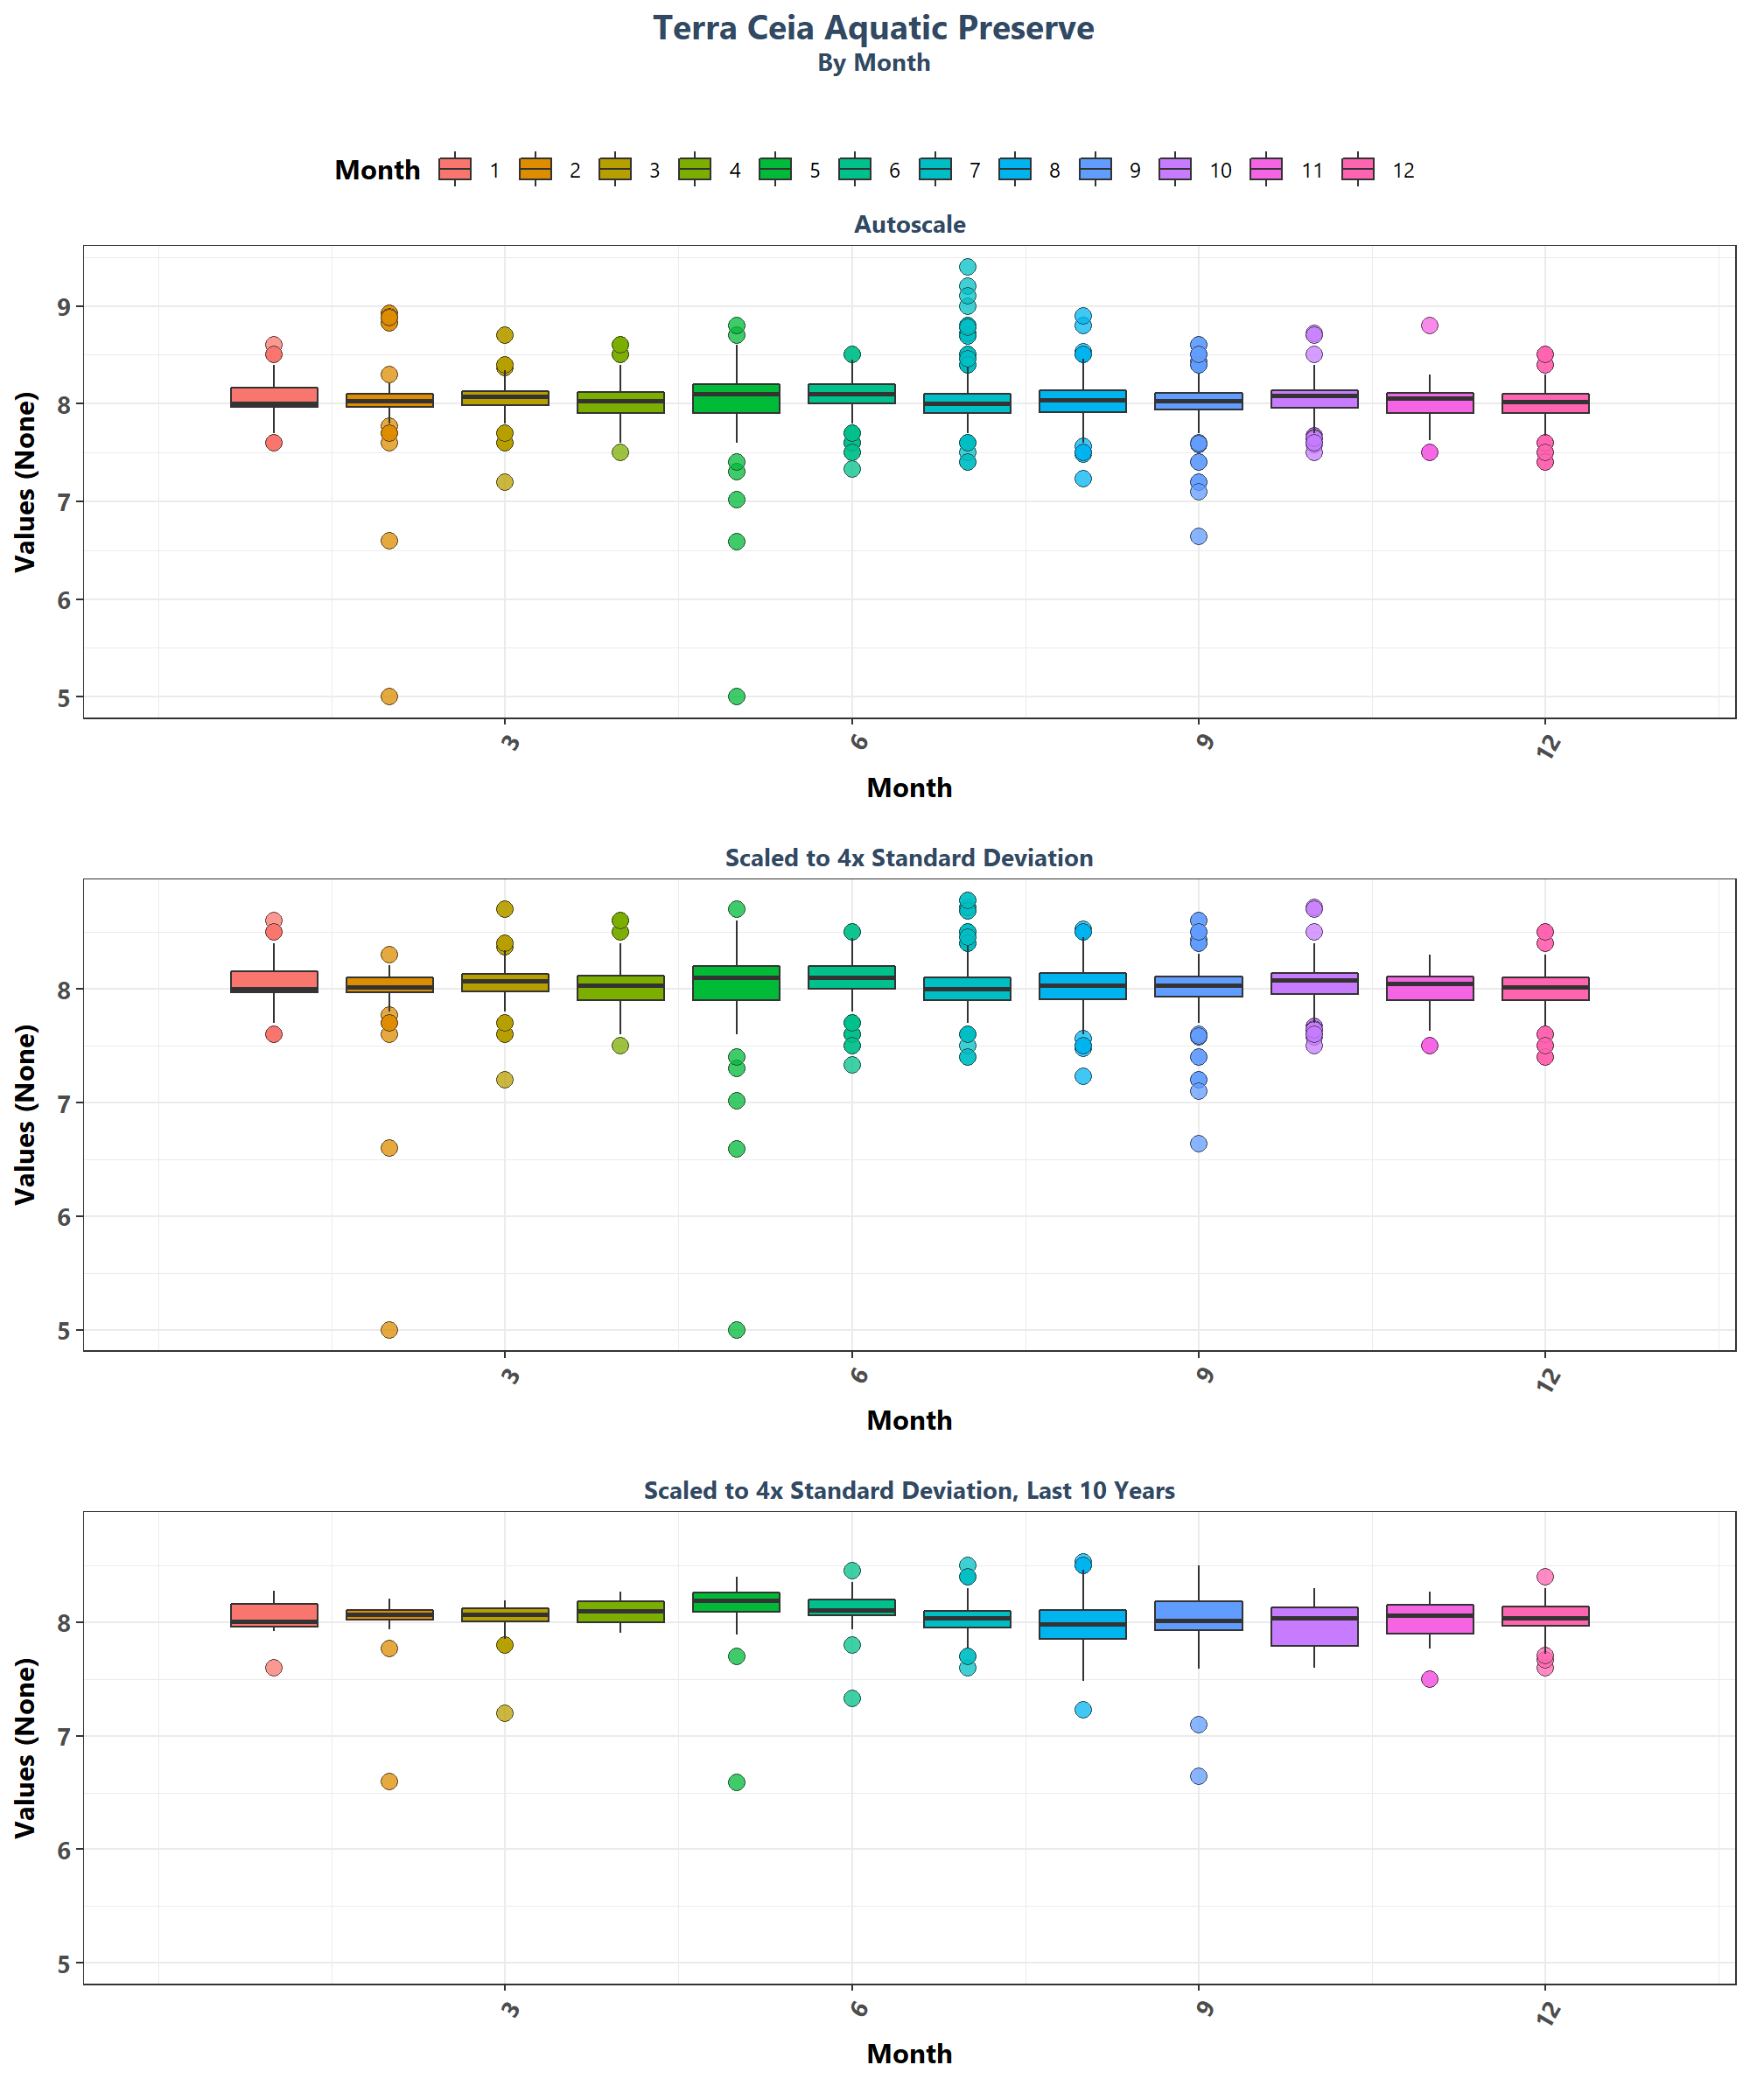 Terra Ceia Aquatic Preserve
By Month
Month 1 2 3 4 5 6 7 8 9 10 11 12
Autoscale
Values (None)
9
8
7
6
5
3 6 9 12
Month
Scaled to 4x Standard Deviation
Values (None)
8
7
6
5
3 6 9 12
Month
Scaled to 4x Standard Deviation, Last 10 Years
Values (None)
8
7
6
5
3 6 9 12
Month